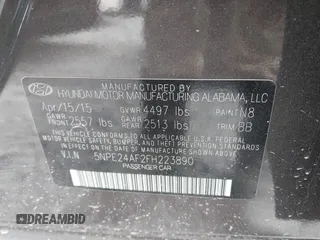 MANUFACTURED BY
HYUNDAI MOTOR MANUFACTURING ALABAMA, LLC
Apr/15/15 GVWR 4497 lbs PAINT N8
GAWR FRONT 2557 lbs GAWR REAR 2513 lbs TRIM BB
THIS VEHICLE CONFORMS TO ALL APPLICABLE FEDERAL MOTOR
VEHICLE SAFETY, BUMPER, AND THEFT PREVENTION STANDARDS
IN EFFECT ON THE DATE OF MANUFACTURE SHOWN ABOVE.
V.I.N 5NPE24AF2FH223890
PASSENGER CAR
DREAMBID